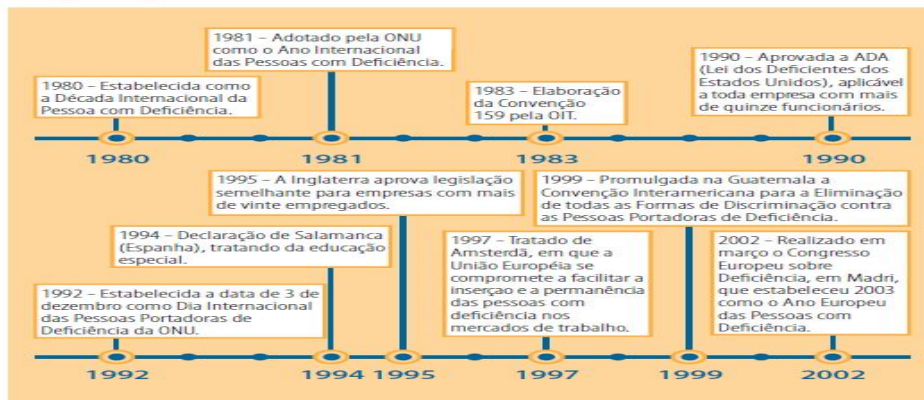 1981 – Adotado pela ONU
como o Ano Internacional
das Pessoas com Deficiência.
1980 – Estabelecida como
a Década Internacional da
Pessoa com Deficiência.
1983 – Elaboração
da Convenção
159 pela OIT.
1990 – Aprovada a ADA
(Lei dos Deficientes dos
Estados Unidos), aplicável
a toda empresa com mais
de quinze funcionários.
1980
1981
1983
1990
1995 – A Inglaterra aprova legislação
semelhante para empresas com mais
de vinte empregados.
1999 – Promulgada na Guatemala a
Convenção Interamericana para a Eliminação
de todas as Formas de Discriminação contra
as Pessoas Portadoras de Deficiência.
1994 – Declaração de Salamanca
(Espanha), tratando da educação
especial.
1992 – Estabelecida a data de 3 de
dezembro como Dia Internacional
das Pessoas Portadoras de
Deficiência da ONU.
1997 – Tratado de
Amsterdã, em que a
União Européia se
compromete a facilitar a
inserçao e a permanência
das pessoas com
deficiência nos
mercados de trabalho.
2002 – Realizado em
março o Congresso
Europeu sobre
Deficiência, em Madri,
que estabeleceu 2003
como o Ano Europeu
das Pessoas com
Deficiência.
1992
1994
1995
1997
1999
2002